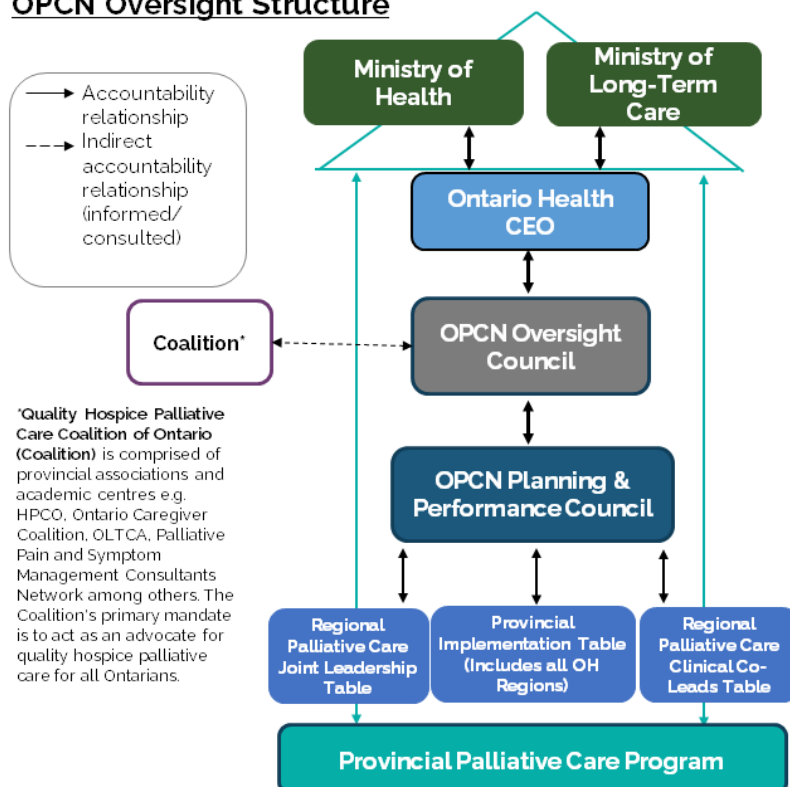 OPCN Oversight Structure
Ministry of
Health
Ministry of
Long-Term
Care
Accountability
relationship
Indirect
accountability
relationship
(informed/
consulted)
Ontario Health
CEO
Coalition*
OPCN Oversight
Council
*Quality Hospice Palliative
Care Coalition of Ontario
(Coalition) is comprised of
provincial associations and
academic centres e.g.
HPCO, Ontario Caregiver
Coalition, OLTCA, Palliative
Pain and Symptom
Management Consultants
Network among others. The
Coalition's primary mandate
is to act as an advocate for
quality hospice palliative
care for all Ontarians.
OPCN Planning &
Performance Council
Regional
Palliative Care
Joint Leadership
Table
Provincial
Implementation Table
(Includes all OH
Regions)
Regional
Palliative Care
Clinical Co-
Leads Table
Provincial Palliative Care Program